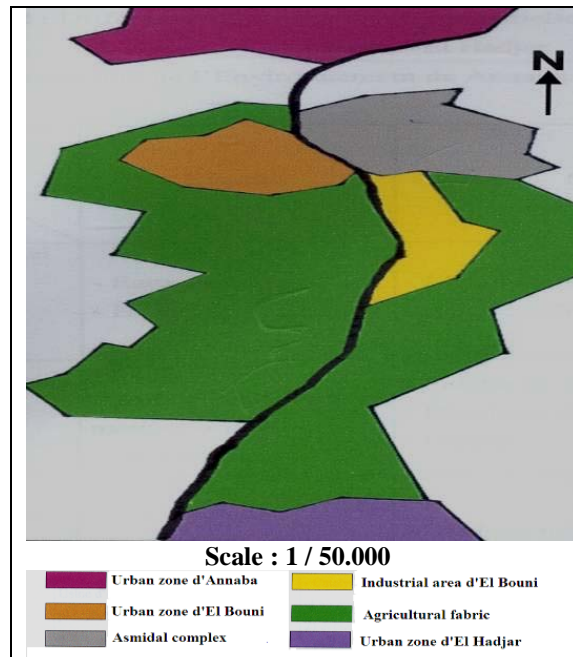 N
Scale : 1 / 50.000
Urban zone d'Annaba
Industrial area d'El Bouni
Urban zone d'El Bouni
Agricultural fabric
Asmidal complex
Urban zone d'El Hadjar